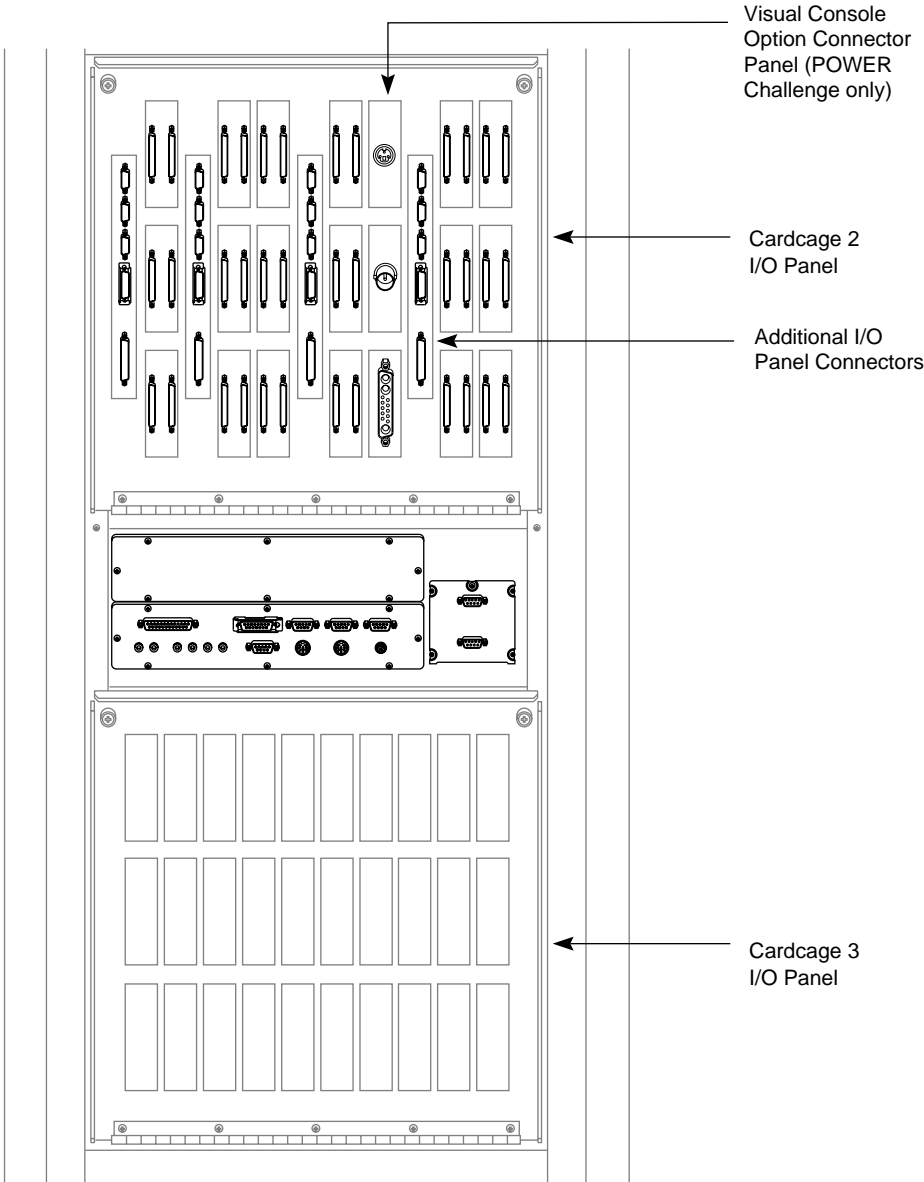 Visual Console
Option Connector
Panel (POWER
Challenge only)
Cardcage 2
I/O Panel
Additional I/O
Panel Connectors
Cardcage 3
I/O Panel